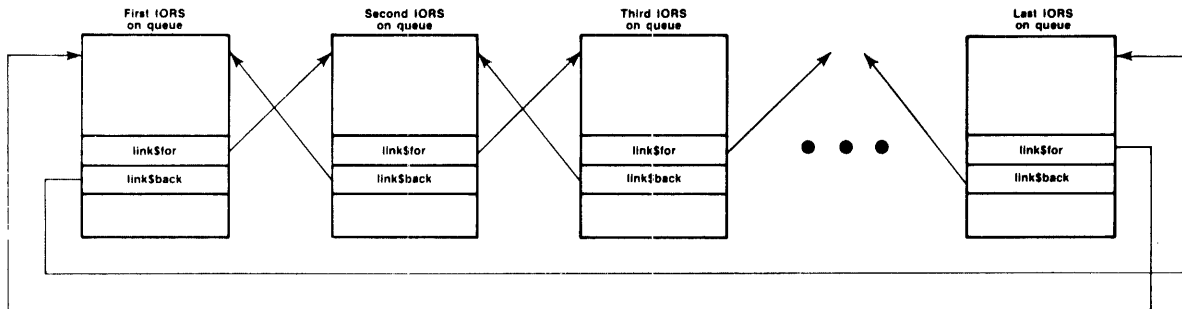 First IORS
on queue
Second IORS
on queue
Third IORS
on queue
Last IORS
on queue
link$for
link$for
link$for
link$for
link$back
link$back
link$back
link$back